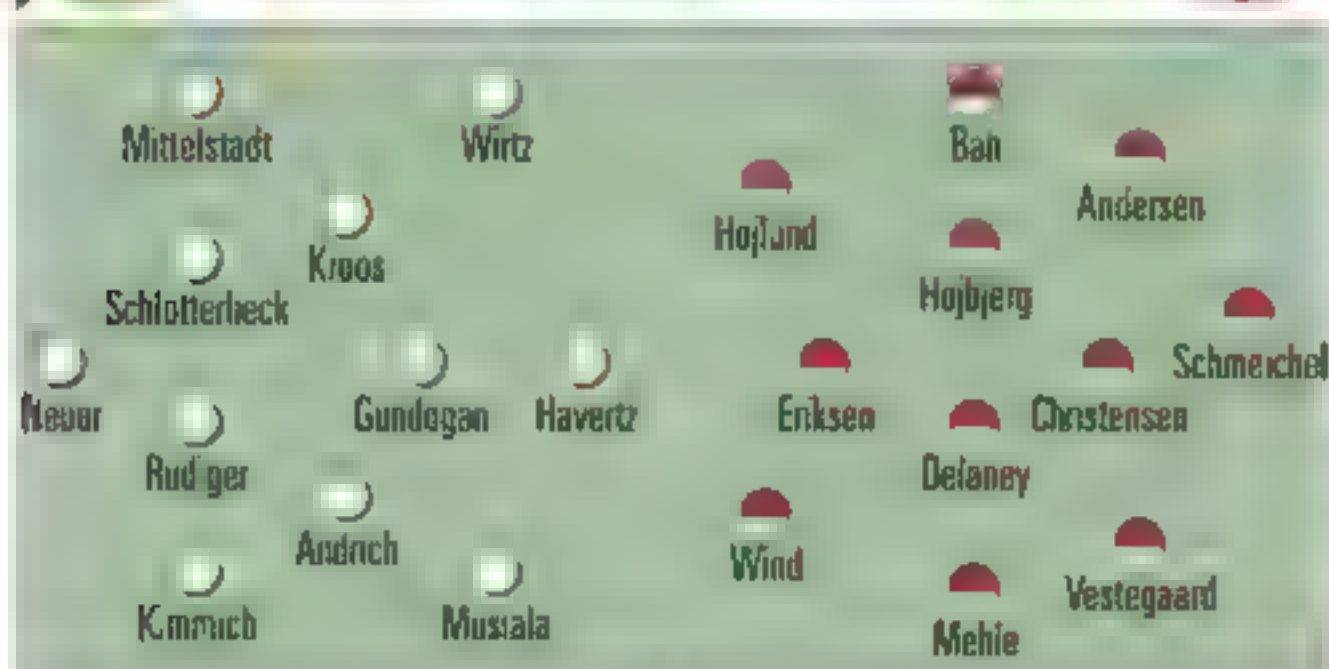 Mittelstadt
Wirtz
Bah
Andersen
Hojlund
Kroos
Hojbjerg
Schlotterbeck
Schmeichel
Neuer
Gundogan
Havertz
Eriksen
Christensen
Rudiger
Delaney
Andrich
Wind
Vestegaard
Kimmich
Musiala
Mehle